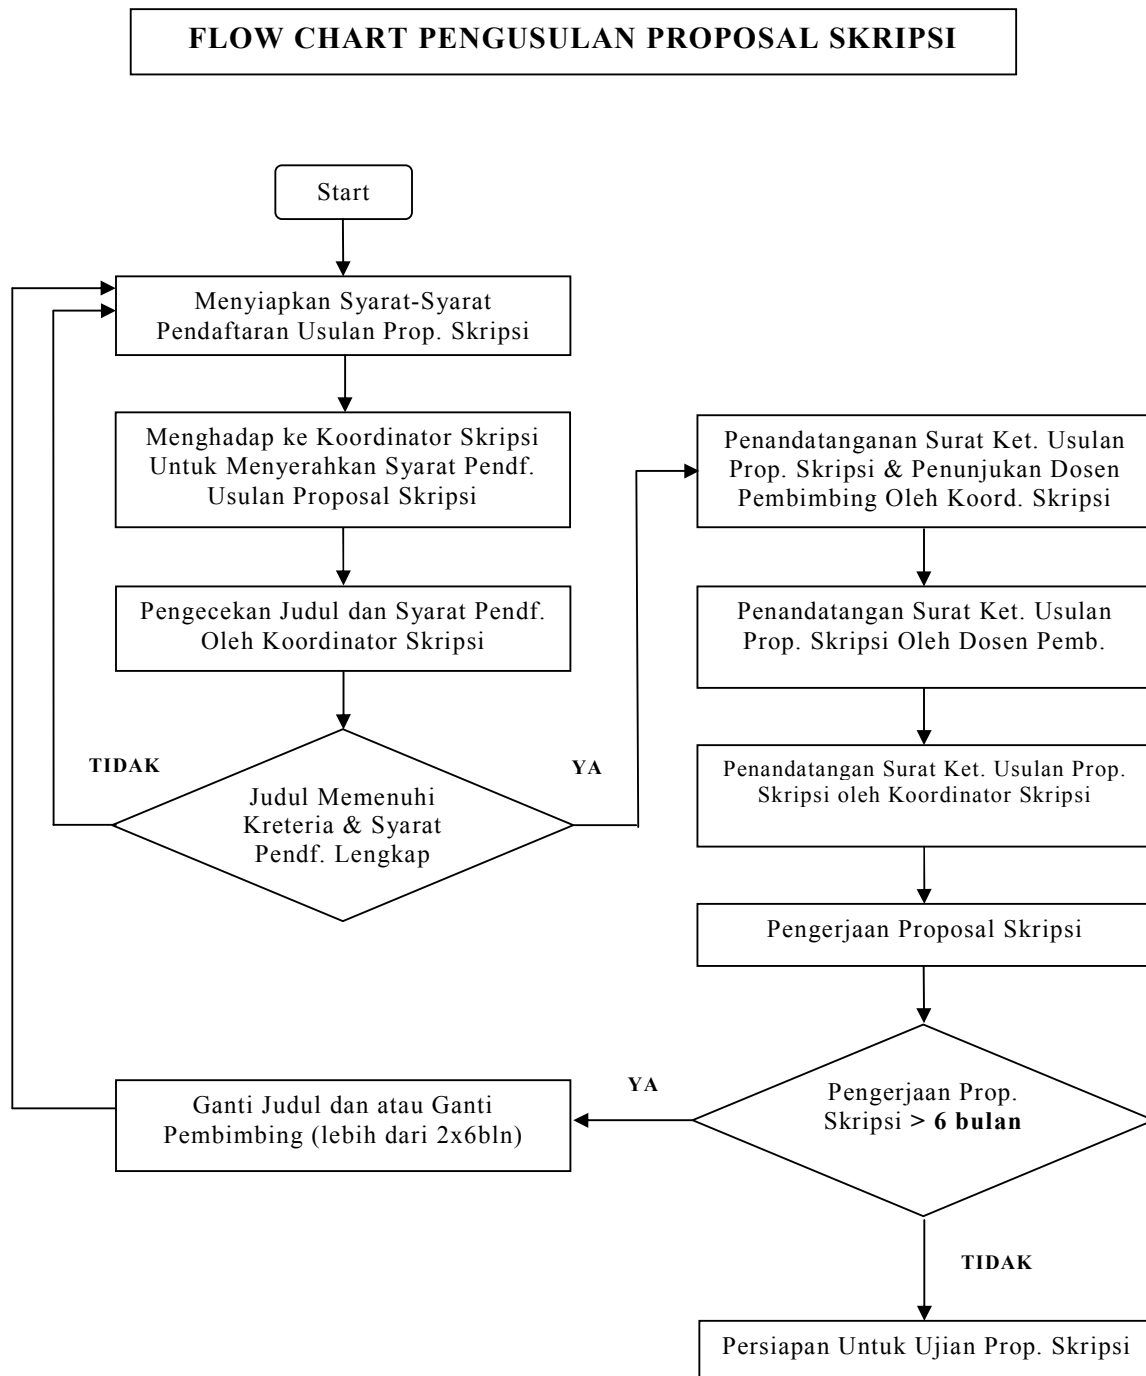 FLOW CHART PENGUSULAN PROPOSAL SKRIPSI
Start
Menyiapkan Syarat-Syarat
Pendaftaran Usulan Prop. Skripsi
Menghadap ke Koordinator Skripsi
Untuk Menyerahkan Syarat Pendf.
Usulan Proposal Skripsi
Pengecekan Judul dan Syarat Pendf.
Oleh Koordinator Skripsi
TIDAK
YA
Judul Memenuhi
Kreteria & Syarat
Pendf. Lengkap
Penandatanganan Surat Ket. Usulan
Prop. Skripsi & Penunjukan Dosen
Pembimbing Oleh Koord. Skripsi
Penandatangan Surat Ket. Usulan
Prop. Skripsi Oleh Dosen Pemb.
Penandatangan Surat Ket. Usulan Prop.
Skripsi oleh Koordinator Skripsi
Pengerjaan Proposal Skripsi
Pengerjaan Prop.
Skripsi > 6 bulan
YA
Ganti Judul dan atau Ganti
Pembimbing (lebih dari 2x6bln)
TIDAK
Persiapan Untuk Ujian Prop. Skripsi